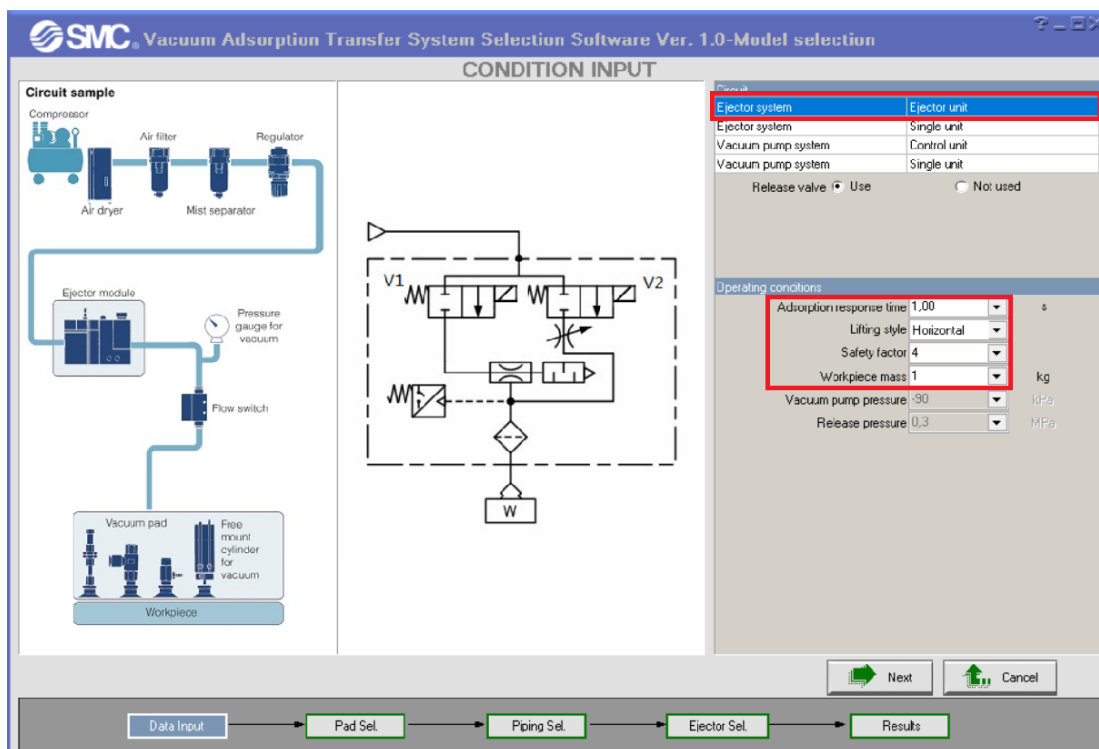 SMC. Vacuum Adsorption Transfer System Selection Software Ver. 1.0-Model selection
CONDITION INPUT
Circuit sample
Compressor
Air filter
Regulator
Air dryer
Mist separator
Ejector module
Pressure
gauge for
vacuum
Flow switch
Vacuum pad
Free
mount
cylinder
for
vacuum
Workpiece
V1
V2
W
Circuit
Ejector system Ejector unit
Ejector system Single unit
Vacuum pump system Control unit
Vacuum pump system Single unit
Release valve Use Not used
Operating conditions
Adsorption response time 1,00 s
Lifting style Horizontal
Safety factor 4
Workpiece mass 1 kg
Vacuum pump pressure -90 kPa
Release pressure 0,3 MPa
Next
Cancel
Data Input
Pad Sel.
Piping Sel.
Ejector Sel.
Results